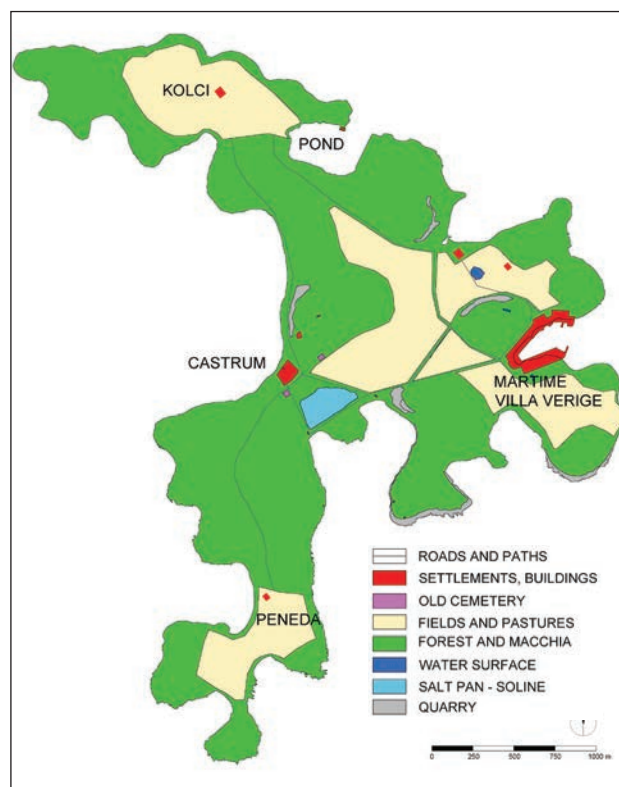 KOLCI
POND
CASTRUM
MARTIME
VILLA VERIGE
PENEDA
ROADS AND PATHS
SETTLEMENTS, BUILDINGS
OLD CEMETERY
FIELDS AND PASTURES
FOREST AND MACCHIA
WATER SURFACE
SALT PAN - SOLINE
QUARRY
0 250 500 750 1000 m